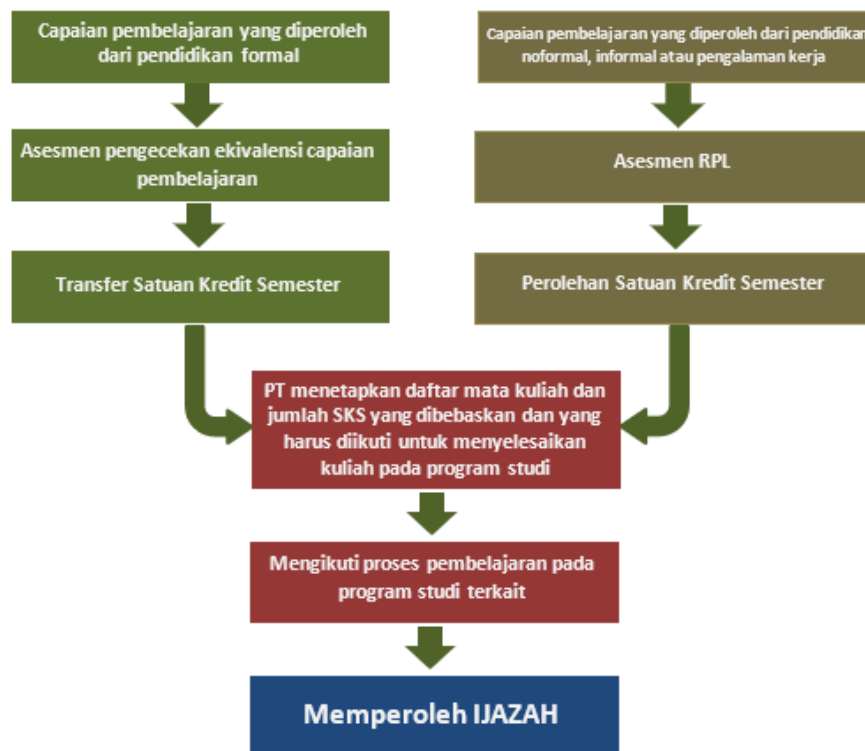 Capaian pembelajaran yang diperoleh
dari pendidikan formal
Capaian pembelajaran yang diperoleh dari pendidikan
noformal, informal atau pengalaman kerja
Asesmen pengecekan ekivalensi capaian
pembelajaran
Asesmen RPL
Transfer Satuan Kredit Semester
Perolehan Satuan Kredit Semester
PT menetapkan daftar mata kuliah dan
jumlah SKS yang dibebaskan dan yang
harus diikuti untuk menyelesaikan
kuliah pada program studi
Mengikuti proses pembelajaran pada
program studi terkait
Memperoleh IJAZAH